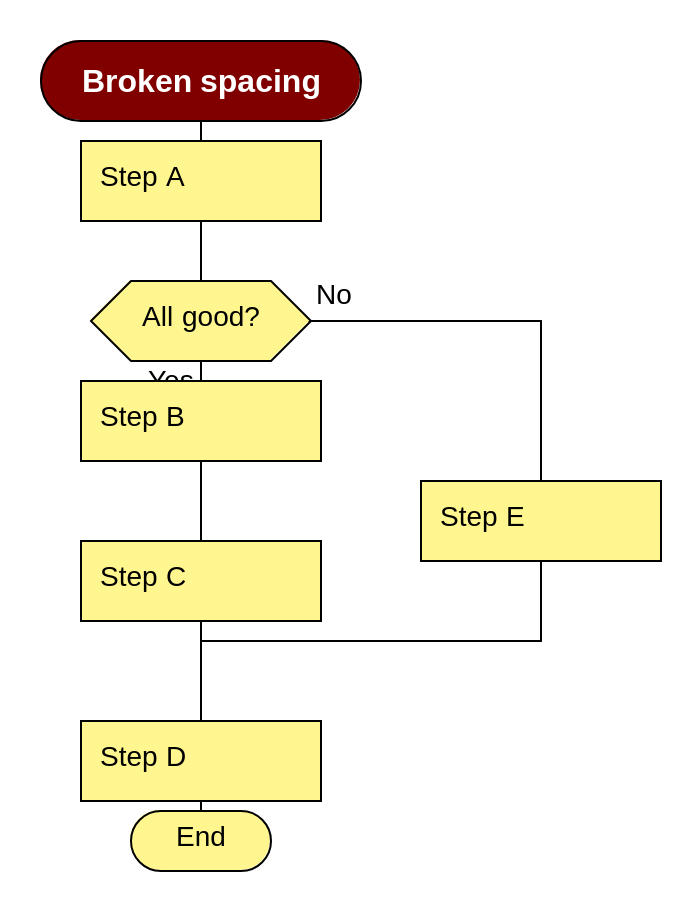 Broken spacing
Step A
All good?
No
Yes
Step B
Step E
Step C
Step D
End